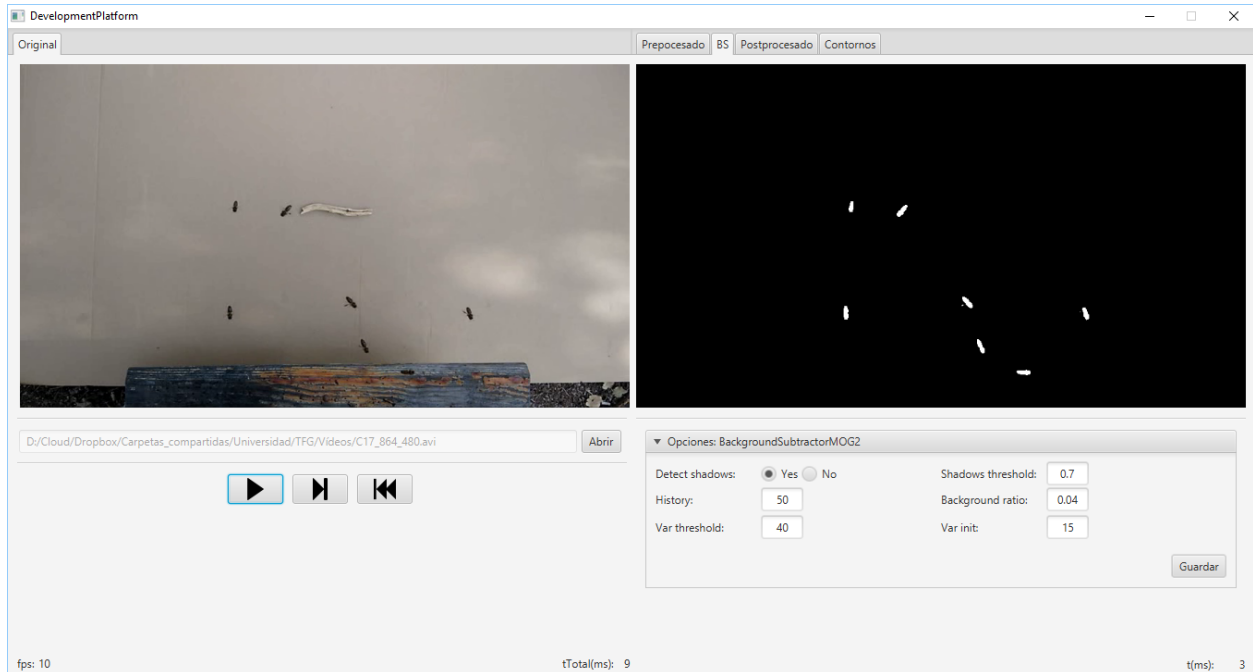 DevelopmentPlatform
Original
Prepocesado BS Postprocesado Contornos
D:/Cloud/Dropbox/Carpetas_compartidas/Universidad/TFG/Vídeos/C17_864_480.avi Abrir
Opciones: BackgroundSubtractorMOG2
Detect shadows: Yes No Shadows threshold: 0.7
History: 50 Background ratio: 0.04
Var threshold: 40 Var init: 15
Guardar
fps: 10 tTotal(ms): 9 t(ms): 3